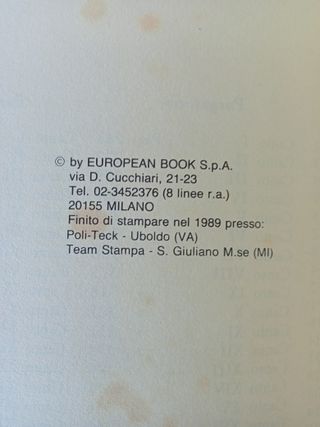 © by EUROPEAN BOOK S.p.A.
via D. Cucchiari, 21-23
Tel. 02-3452376 (8 linee r.a.)
20155 MILANO
Finito di stampare nel 1989 presso:
Poli-Teck - Uboldo (VA)
Team Stampa - S. Giuliano M.se (MI)